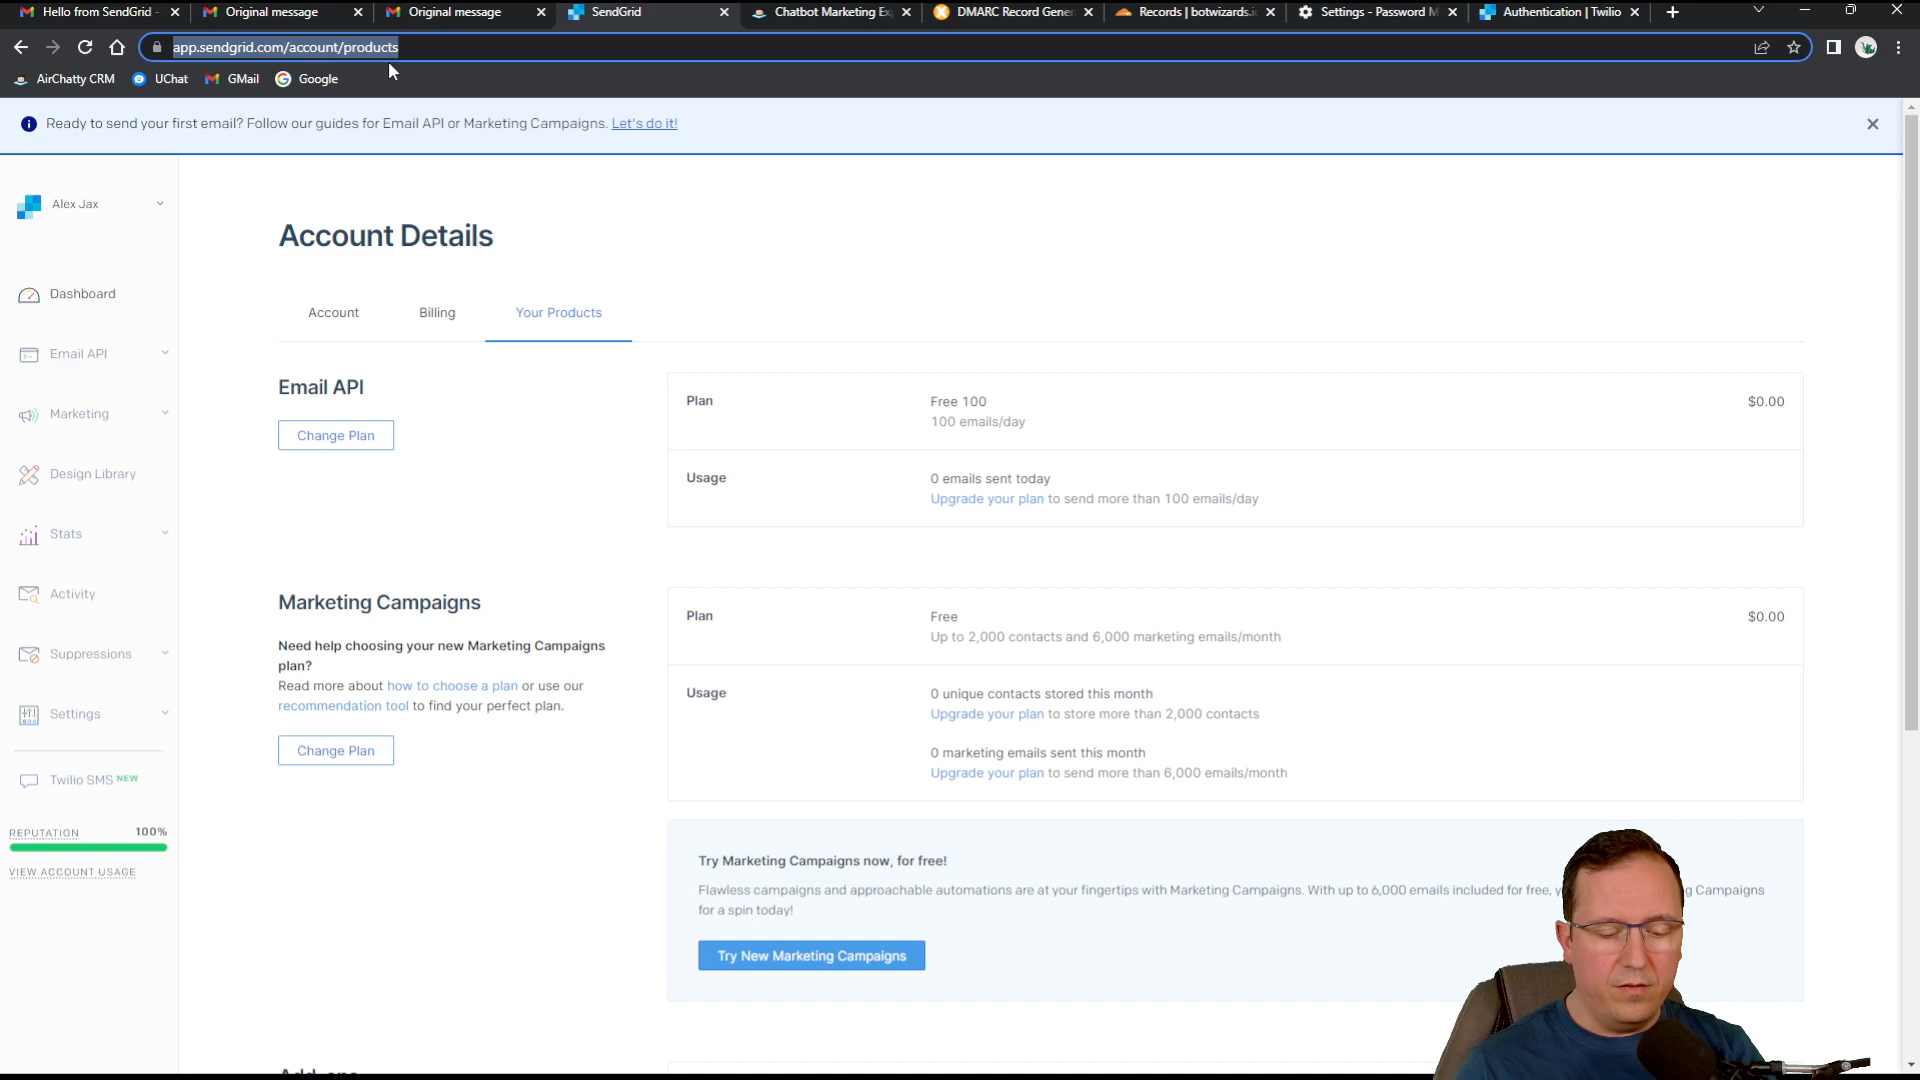 Hello from SendGrid -
Original message
Original message
SendGrid
Chatbot Marketing Ex
DMARC Record Gener
Records | botwizards.i
Settings - Password M
Authentication | Twilio
app.sendgrid.com/account/products
AirChatty CRM
UChat
GMail
Google
Ready to send your first email? Follow our guides for Email API or Marketing Campaigns. Let's do it!
Alex Jax
Dashboard
Email API
Marketing
Design Library
Stats
Activity
Suppressions
Settings
Twilio SMS NEW
REPUTATION 100%
VIEW ACCOUNT USAGE
Account Details
Account
Billing
Your Products
Email API
Change Plan
Plan
Free 100
$0.00
100 emails/day
Usage
0 emails sent today
Upgrade your plan to send more than 100 emails/day
Marketing Campaigns
Need help choosing your new Marketing Campaigns
plan?
Read more about how to choose a plan or use our
recommendation tool to find your perfect plan.
Change Plan
Plan
Free
$0.00
Up to 2,000 contacts and 6,000 marketing emails/month
Usage
0 unique contacts stored this month
Upgrade your plan to store more than 2,000 contacts
0 marketing emails sent this month
Upgrade your plan to send more than 6,000 emails/month
Try Marketing Campaigns now, for free!
Flawless campaigns and approachable automations are at your fingertips with Marketing Campaigns. With up to 6,000 emails included for free, Campaigns
for a spin today!
Try New Marketing Campaigns